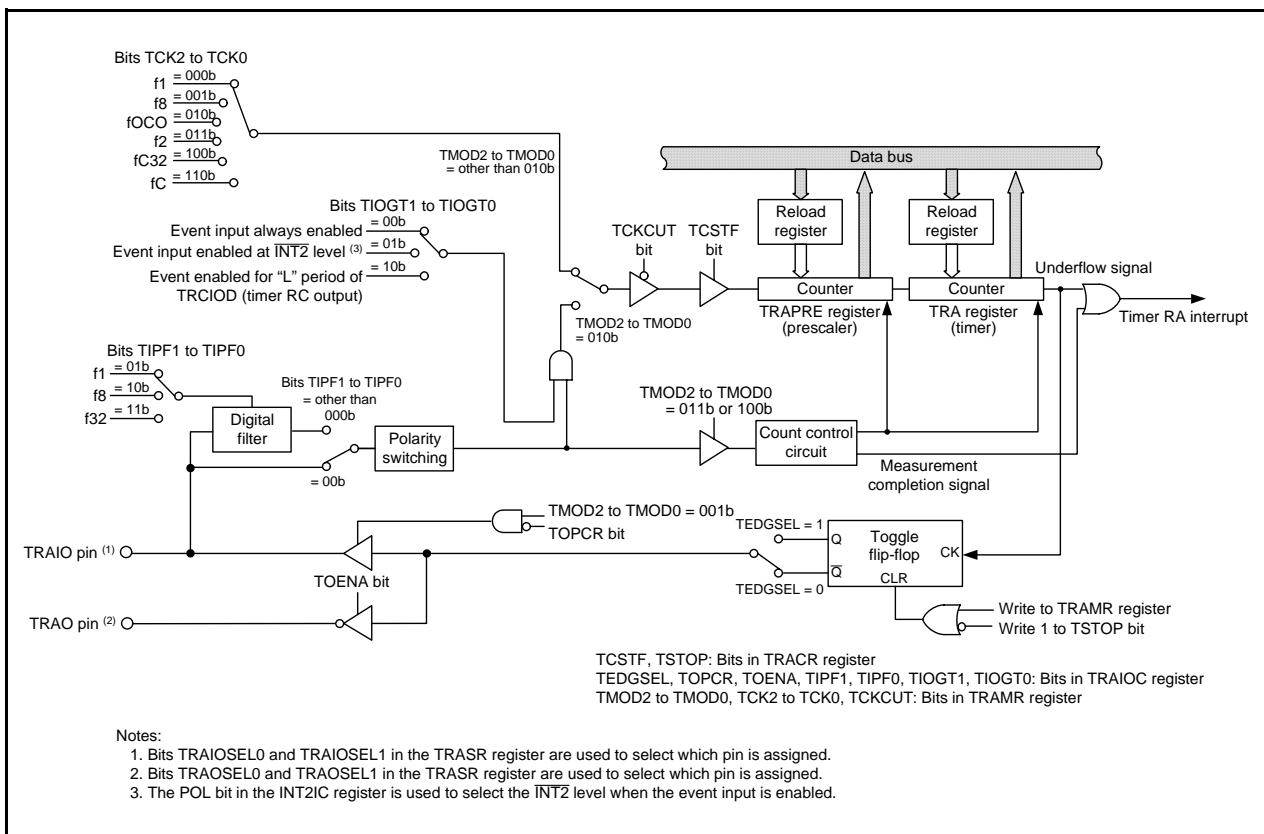 Bits TCK2 to TCK0
f1 = 000b
f8 = 001b
fOCO = 010b
f2 = 011b
fC32 = 100b
fC = 110b
TMOD2 to TMOD0
= other than 010b
Bits TIOGT1 to TIOGT0
Event input always enabled = 00b
Event input enabled at INT2 level (3) = 01b
Event enabled for “L” period of = 10b
TRCIOD (timer RC output)
TMOD2 to TMOD0
= 010b
TCKCUT
bit
TCSTF
bit
Data bus
Reload
register
Reload
register
Counter
TRAPRE register
(prescaler)
Counter
TRA register
(timer)
Underflow signal
Timer RA interrupt
Bits TIPF1 to TIPF0
f1 = 01b
f8 = 10b
f32 = 11b
Digital
filter
Bits TIPF1 to TIPF0
= other than
000b
= 00b
Polarity
switching
TMOD2 to TMOD0
= 011b or 100b
Count control
circuit
Measurement
completion signal
TMOD2 to TMOD0 = 001b
TOPCR bit
TRAIO pin (1)
TOENA bit
TRAO pin (2)
TEDGSEL = 1
TEDGSEL = 0
Q
Q
Toggle
flip-flop
CK
CLR
Write to TRAMR register
Write 1 to TSTOP bit
TCSTF, TSTOP: Bits in TRACR register
TEDGSEL, TOPCR, TOENA, TIPF1, TIPF0, TIOGT1, TIOGT0: Bits in TRAIOC register
TMOD2 to TMOD0, TCK2 to TCK0, TCKCUT: Bits in TRAMR register
Notes:
1. Bits TRAIOSEL0 and TRAIOSEL1 in the TRASR register are used to select which pin is assigned.
2. Bits TRAOSEL0 and TRAOSEL1 in the TRASR register are used to select which pin is assigned.
3. The POL bit in the INT2IC register is used to select the INT2 level when the event input is enabled.